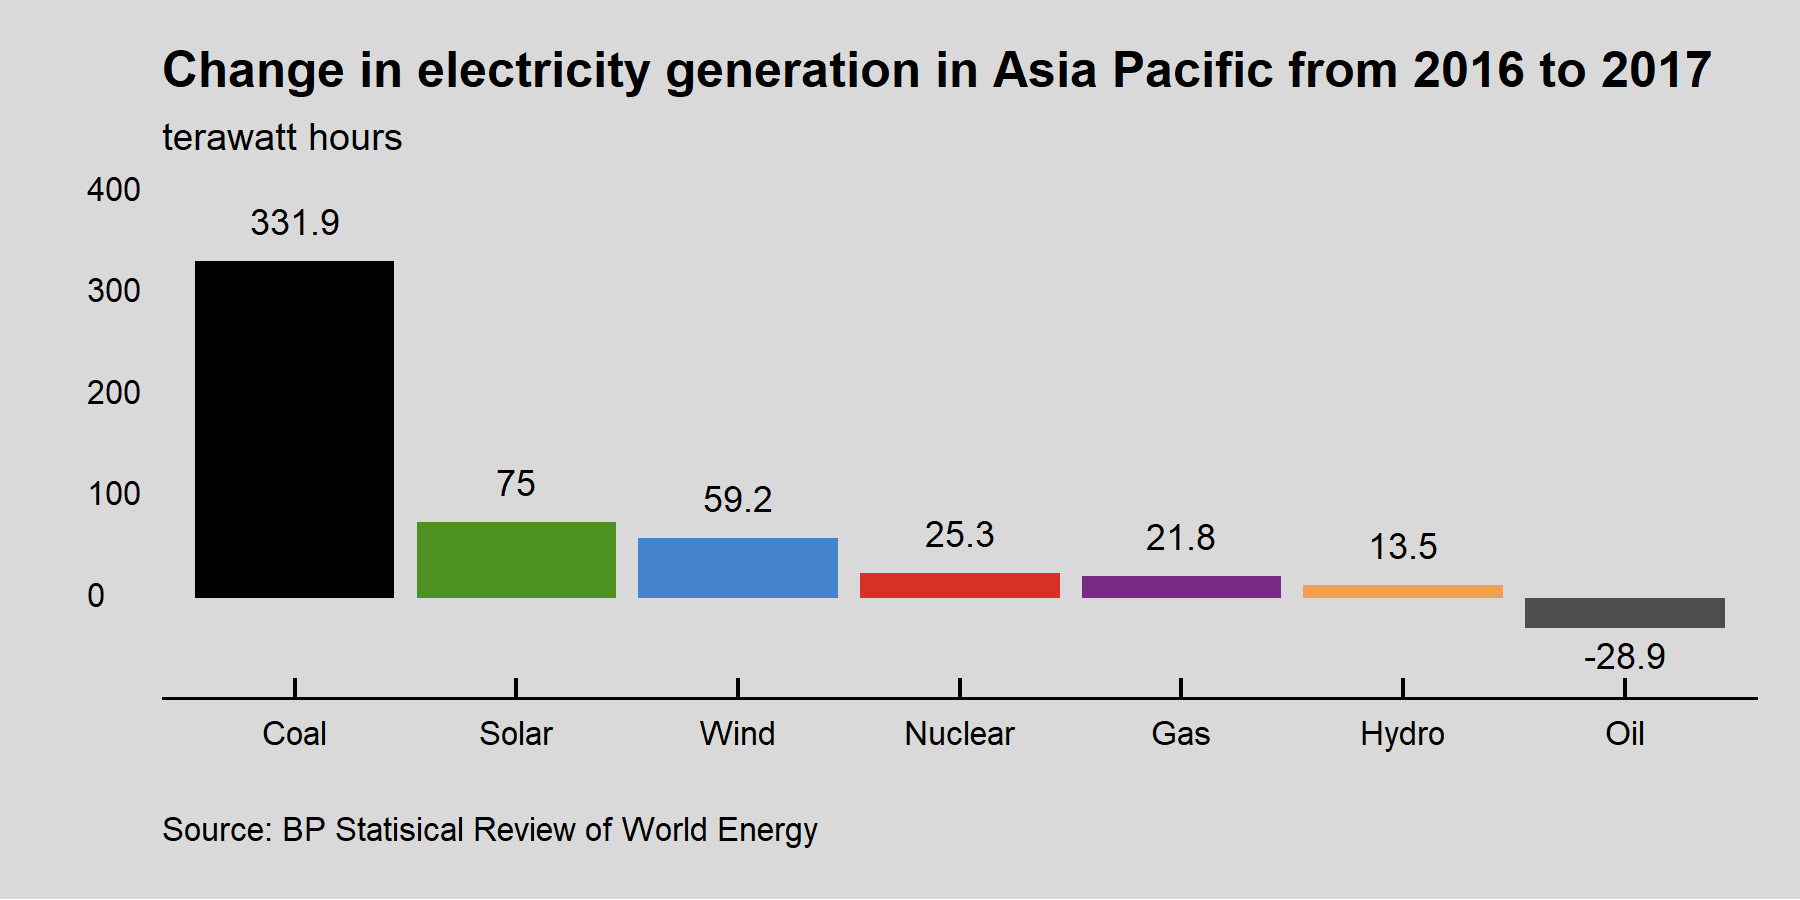 Change in electricity generation in Asia Pacific from 2016 to 2017
terawatt hours
400
331.9
300
200
100
75
59.2
25.3
21.8
13.5
0
-28.9
Coal
Solar
Wind
Nuclear
Gas
Hydro
Oil
Source: BP Statisical Review of World Energy